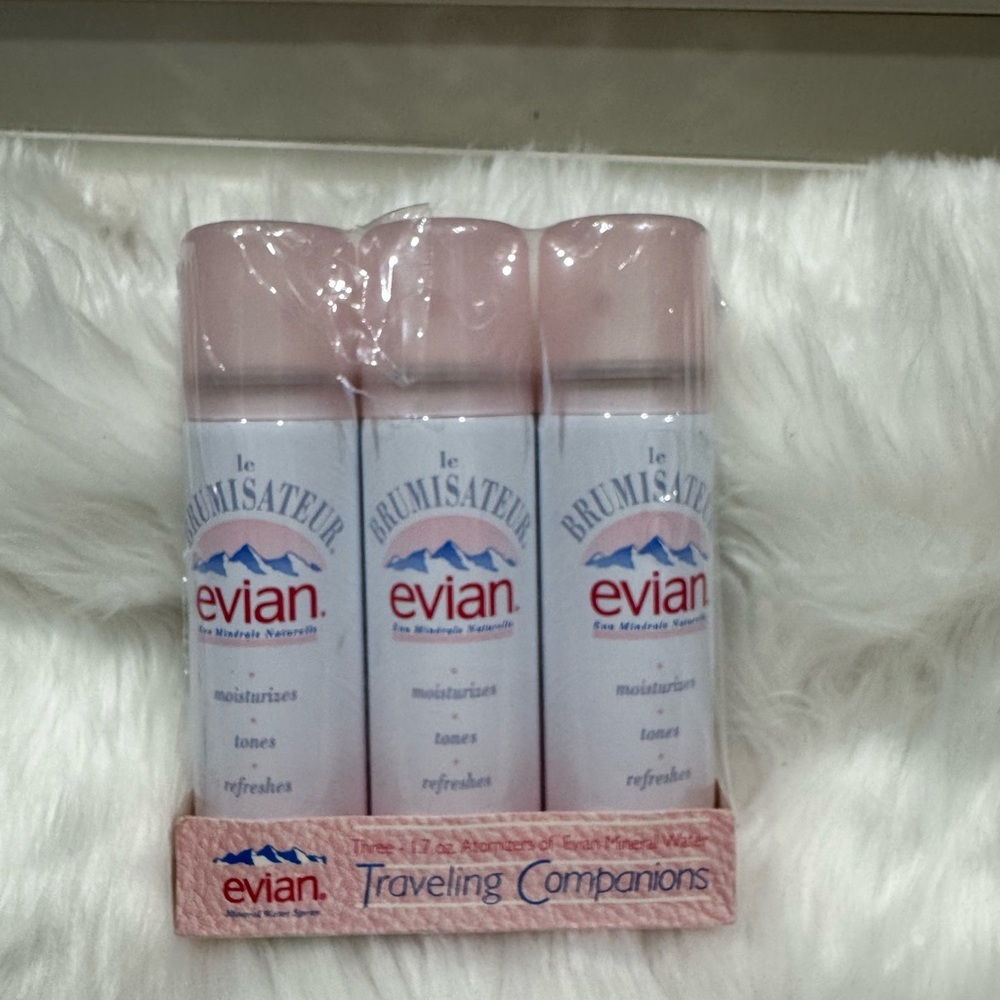 le
BRUMISATEUR.
evian.
Eau Minérale Naturelle
moisturizes
tones
refreshes
le
BRUMISATEUR.
evian.
Eau Minérale Naturelle
moisturizes
tones
refreshes
le
BRUMISATEUR
evian.
Eau Minérale Naturelle
moisturizes
tones
refreshes
Three - 1.7 oz. Atomizers of Evian Mineral Water
evian.
Mineral Water Spray
Traveling Companions